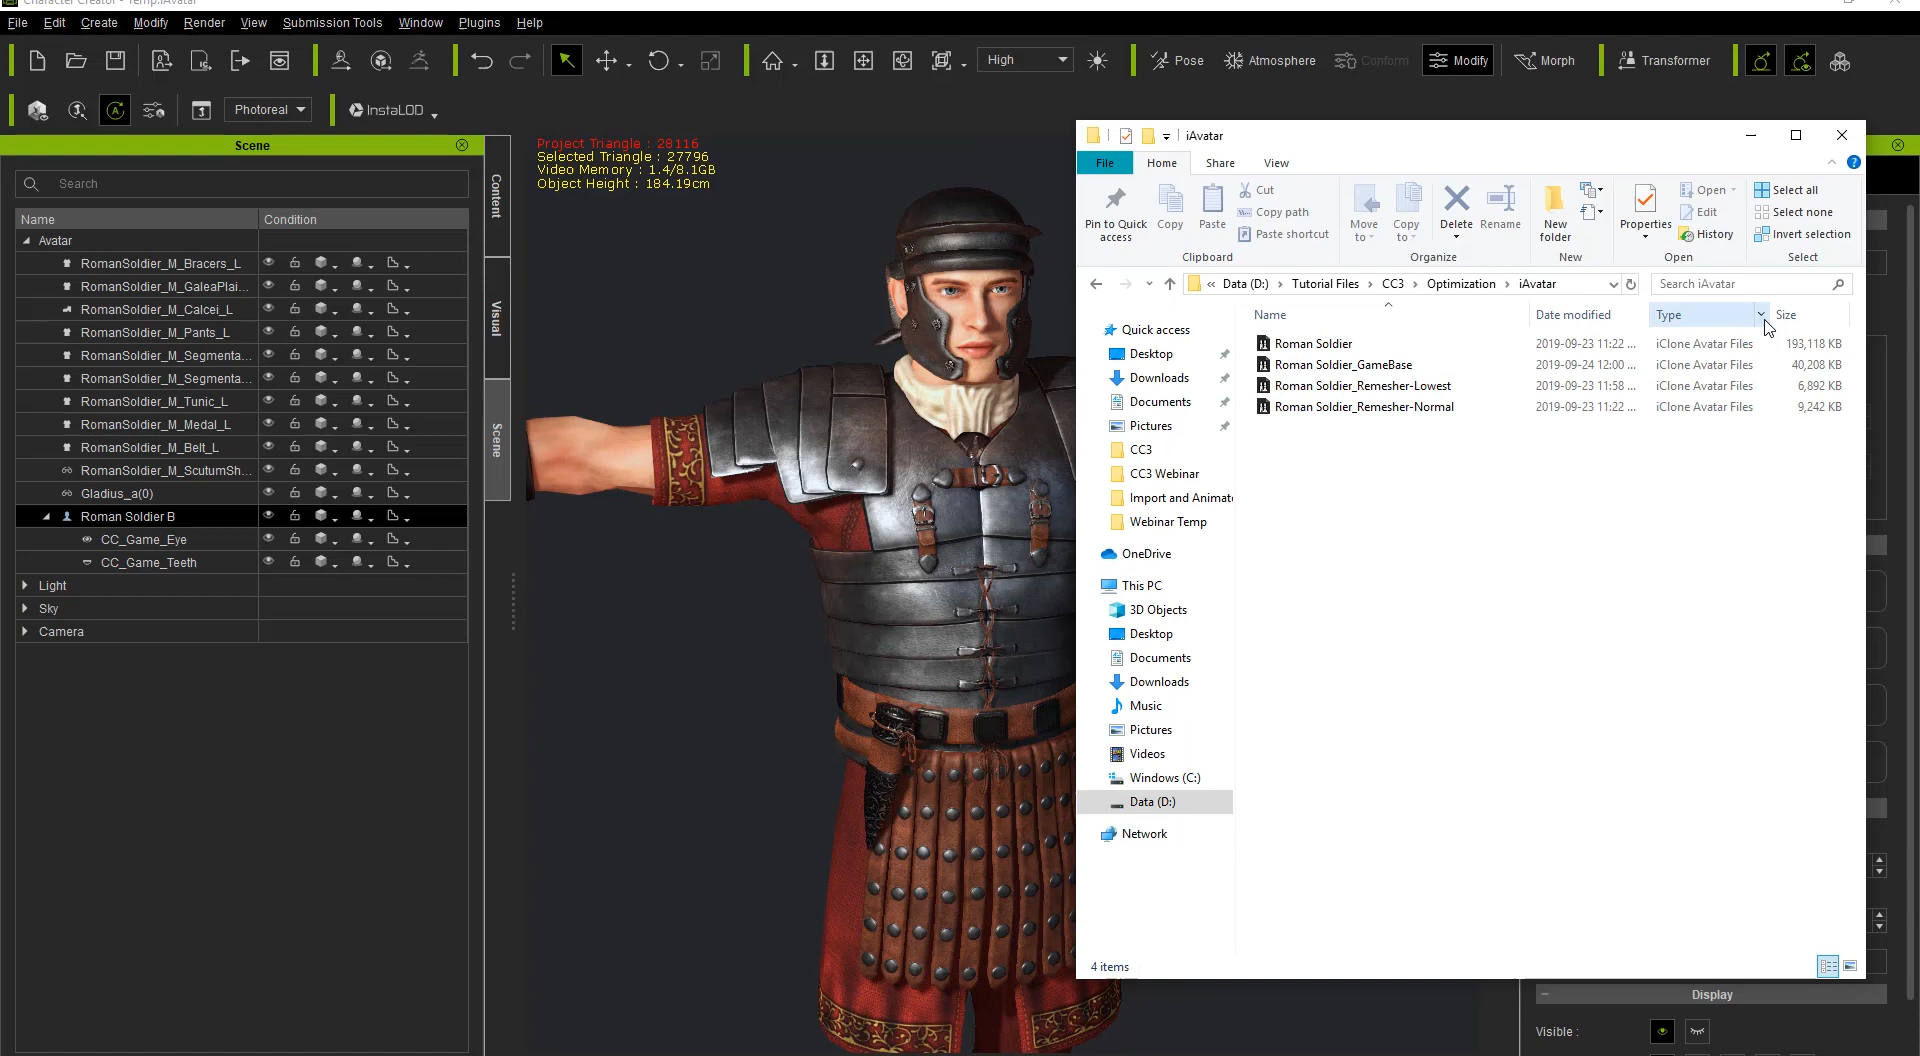 Character Creator - Temp.iAvatar
File Edit Create Modify Render View Submission Tools Window Plugins Help
High Pose Atmosphere Conform Modify Morph Transformer
Photoreal InstaLOD
Scene
Search
Name Condition
Avatar
RomanSoldier_M_Bracers_L
RomanSoldier_M_GaleaPlai...
RomanSoldier_M_Calcei_L
RomanSoldier_M_Pants_L
RomanSoldier_M_Segmenta...
RomanSoldier_M_Segmenta...
RomanSoldier_M_Tunic_L
RomanSoldier_M_Medal_L
RomanSoldier_M_Belt_L
RomanSoldier_M_ScutumSh...
Gladius_a(0)
Roman Soldier B
CC_Game_Eye
CC_Game_Teeth
Light
Sky
Camera
Content
Visual
Scene
Project Triangle : 28116
Selected Triangle : 27796
Video Memory : 1.4/8.1GB
Object Height : 184.19cm
iAvatar
File Home Share View
Pin to Quick access
Copy
Paste
Cut
Copy path
Paste shortcut
Clipboard
Move to
Copy to
Delete
Rename
Organize
New folder
New
Properties
Open
Edit
History
Open
Select all
Select none
Invert selection
Select
« Data (D:) › Tutorial Files › CC3 › Optimization › iAvatar
Search iAvatar
Name Date modified Type Size
Roman Soldier 2019-09-23 11:22 ... iClone Avatar Files 193,118 KB
Roman Soldier_GameBase 2019-09-24 12:00 ... iClone Avatar Files 40,208 KB
Roman Soldier_Remesher-Lowest 2019-09-23 11:58 ... iClone Avatar Files 6,892 KB
Roman Soldier_Remesher-Normal 2019-09-23 11:22 ... iClone Avatar Files 9,242 KB
Quick access
Desktop
Downloads
Documents
Pictures
CC3
CC3 Webinar
Import and Animat
Webinar Temp
OneDrive
This PC
3D Objects
Desktop
Documents
Downloads
Music
Pictures
Videos
Windows (C:)
Data (D:)
Network
4 items
Display
Visible :